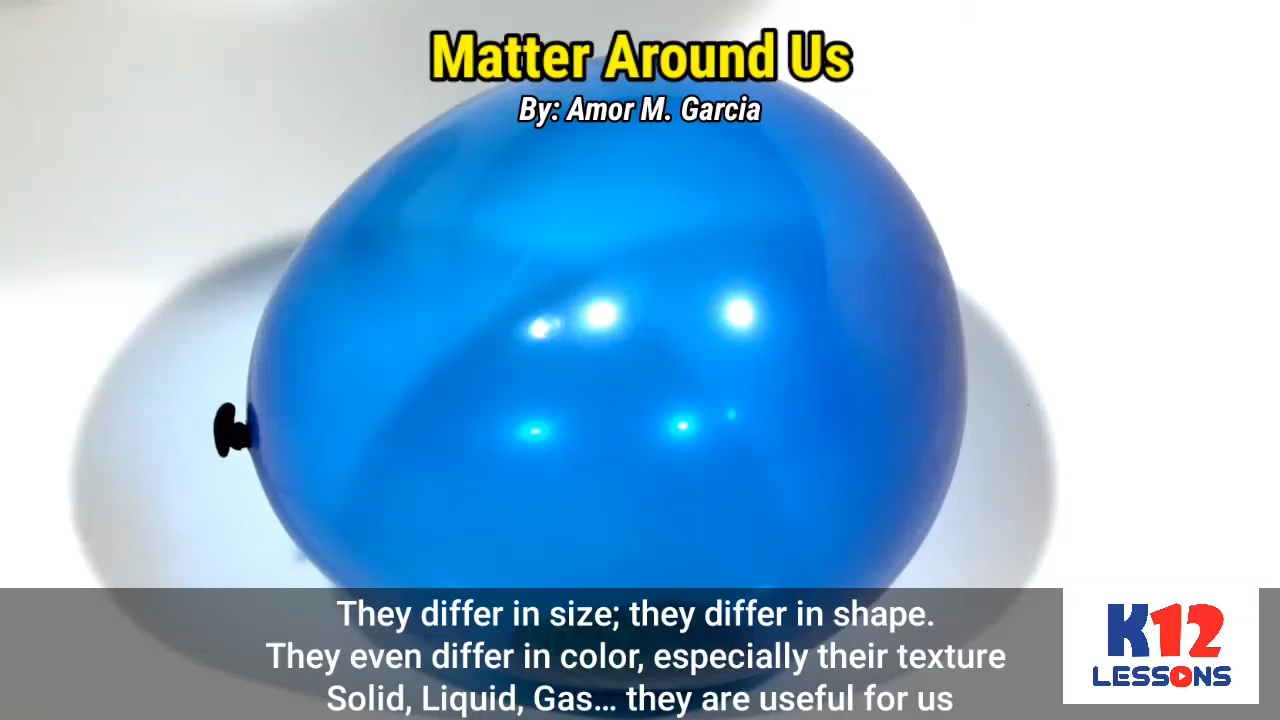 Matter Around Us
By: Amor M. Garcia
They differ in size; they differ in shape.
They even differ in color, especially their texture
Solid, Liquid, Gas... they are useful for us
K12
LESSONS